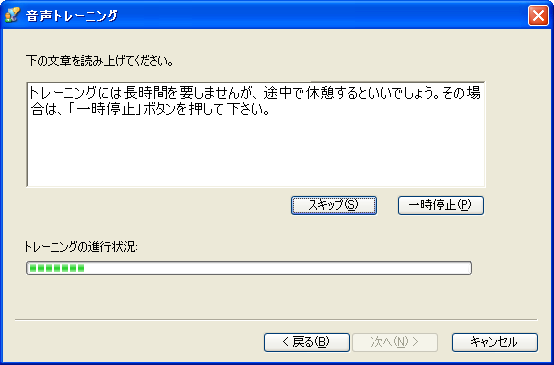 音声トレーニング
下の文章を読み上げてください。
トレーニングには長時間を要しませんが、途中で休憩するといいでしょう。その場
合は、「一時停止」ボタンを押して下さい。
スキップ(S)
一時停止(P)
トレーニングの進行状況:
< 戻る(B)
次へ(N) >
キャンセル